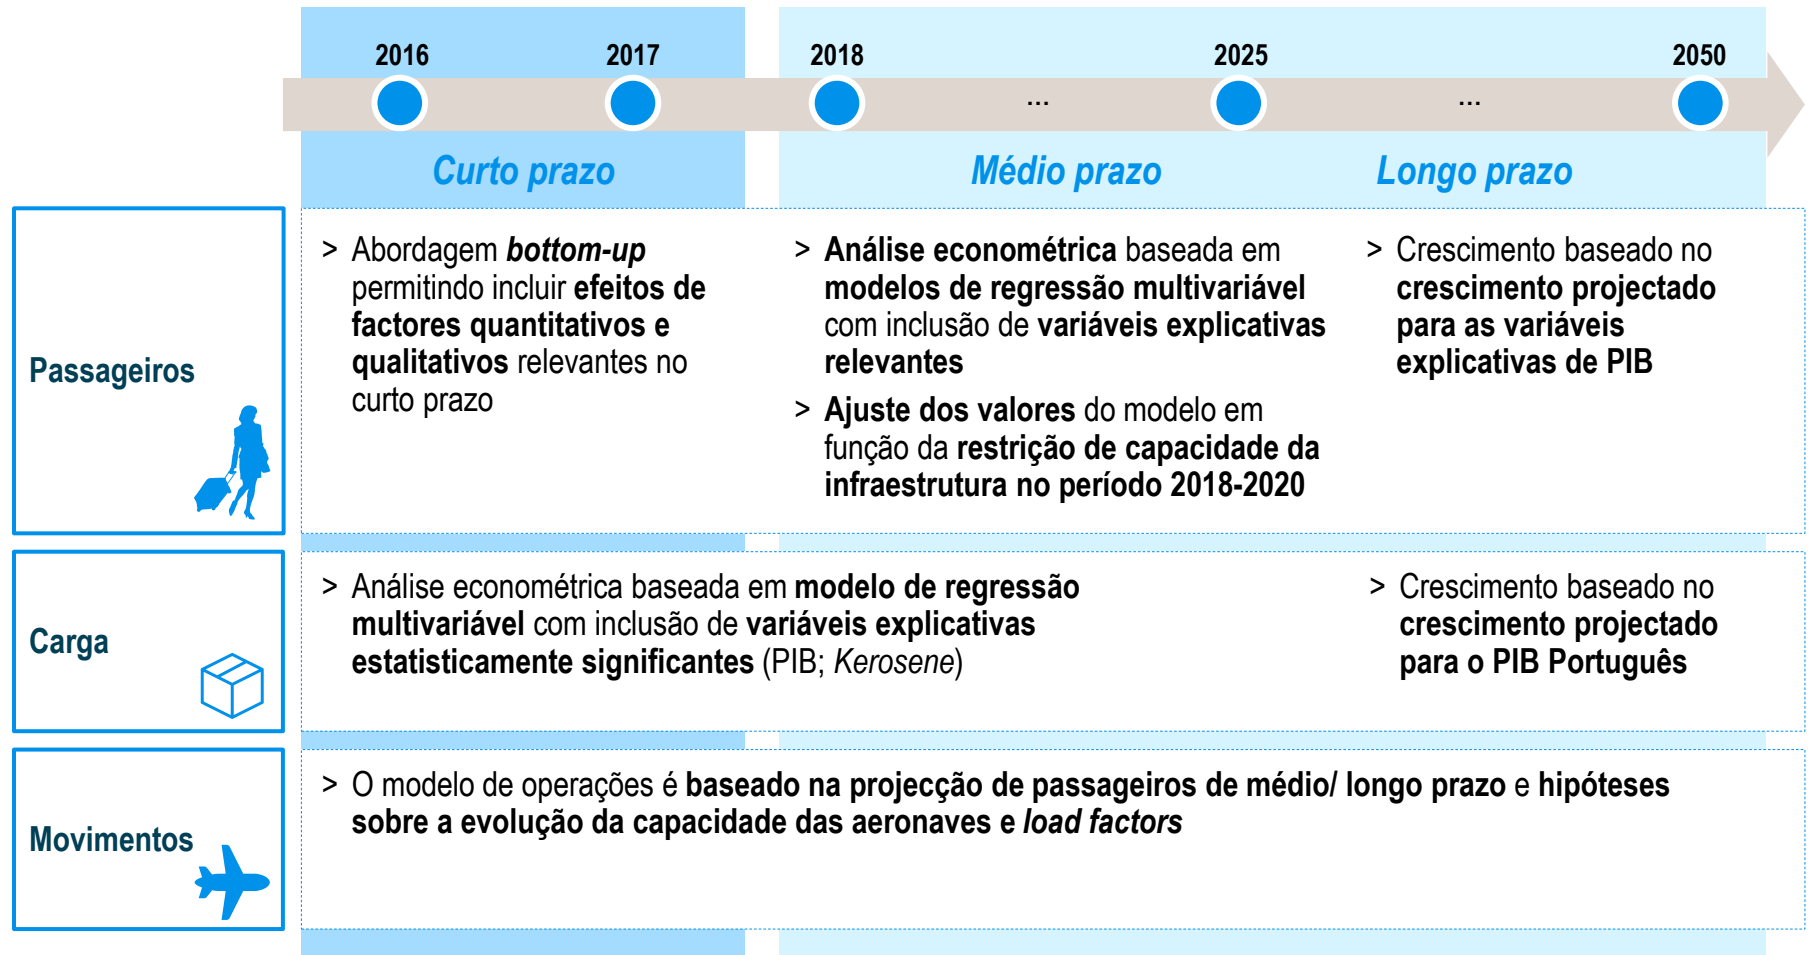 2016
2017
2018
...
2025
...
2050
Curto prazo
Médio prazo
Longo prazo
Passageiros
> Abordagem bottom-up
permitindo incluir efeitos de
factores quantitativos e
qualitativos relevantes no
curto prazo
> Análise econométrica baseada em
modelos de regressão multivariável
com inclusão de variáveis explicativas
relevantes
> Ajuste dos valores do modelo em
função da restrição de capacidade da
infraestrutura no período 2018-2020
> Crescimento baseado no
crescimento projectado
para as variáveis
explicativas de PIB
Carga
> Análise econométrica baseada em modelo de regressão
multivariável com inclusão de variáveis explicativas
estatisticamente significantes (PIB; Kerosene)
> Crescimento baseado no
crescimento projectado
para o PIB Português
Movimentos
> O modelo de operações é baseado na projecção de passageiros de médio/ longo prazo e hipóteses
sobre a evolução da capacidade das aeronaves e load factors